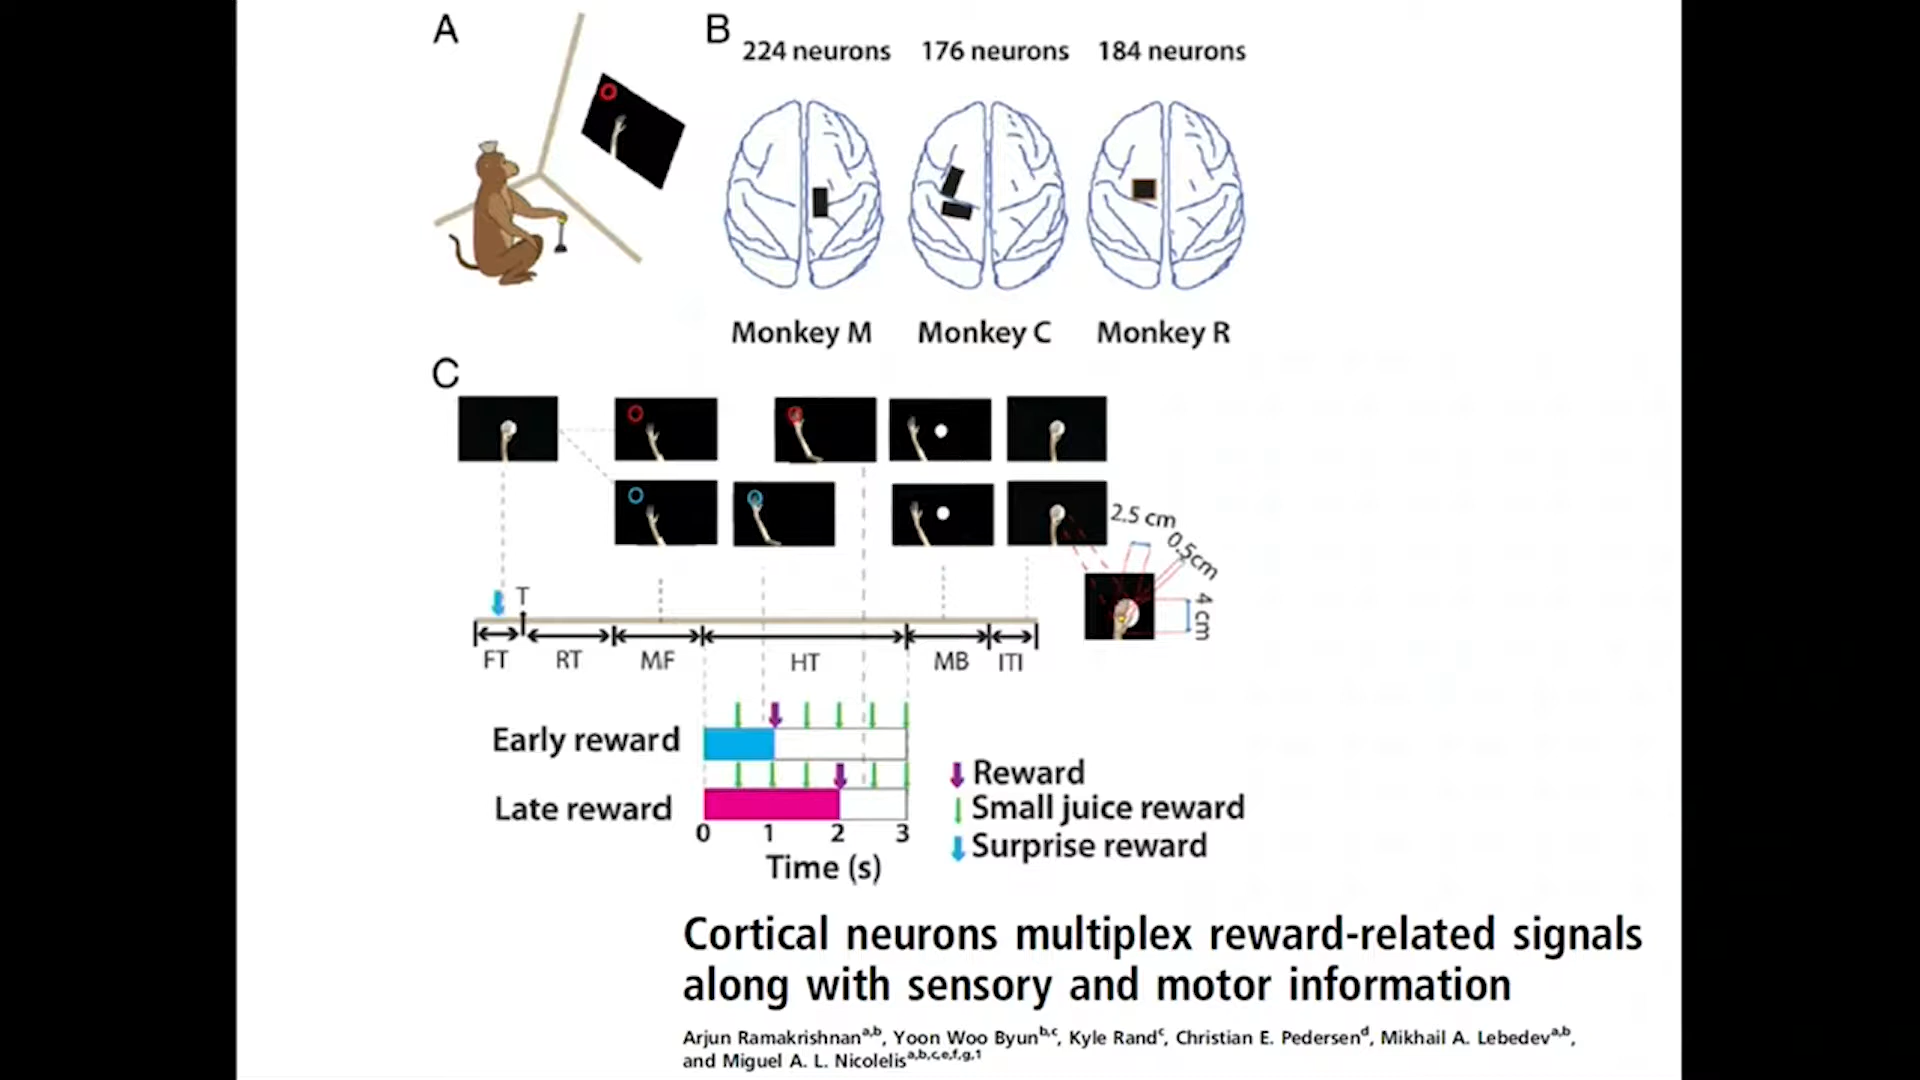 A
B
224 neurons 176 neurons 184 neurons
Monkey M Monkey C Monkey R
C
2.5 cm
0.5cm
4 cm
T
FT RT MF HT MB ITI
Early reward
Late reward
0 1 2 3
Time (s)
Reward
Small juice reward
Surprise reward
Cortical neurons multiplex reward-related signals
along with sensory and motor information
Arjun Ramakrishnan^a,b, Yoon Woo Byun^b,c, Kyle Rand^c, Christian E. Pedersen^d, Mikhail A. Lebedev^a,b,
and Miguel A. L. Nicolelis^a,b,c,e,f,g,1